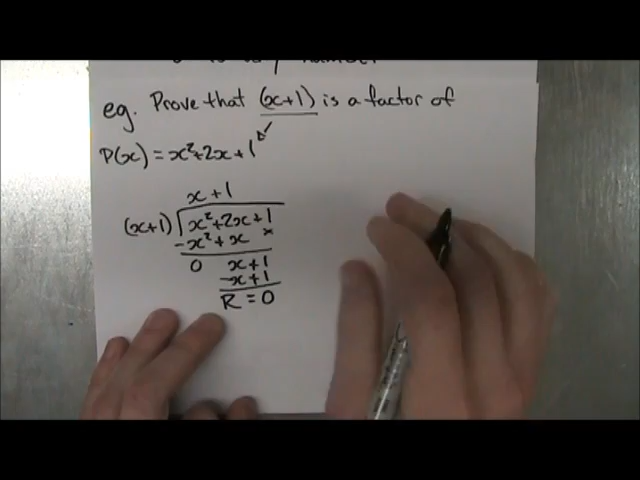 eg. Prove that (x+1) is a factor of
P(x) = x²+2x+1
x+1
(x+1) x²+2x+1
-x²+x
0 x+1
-x+1
R = 0